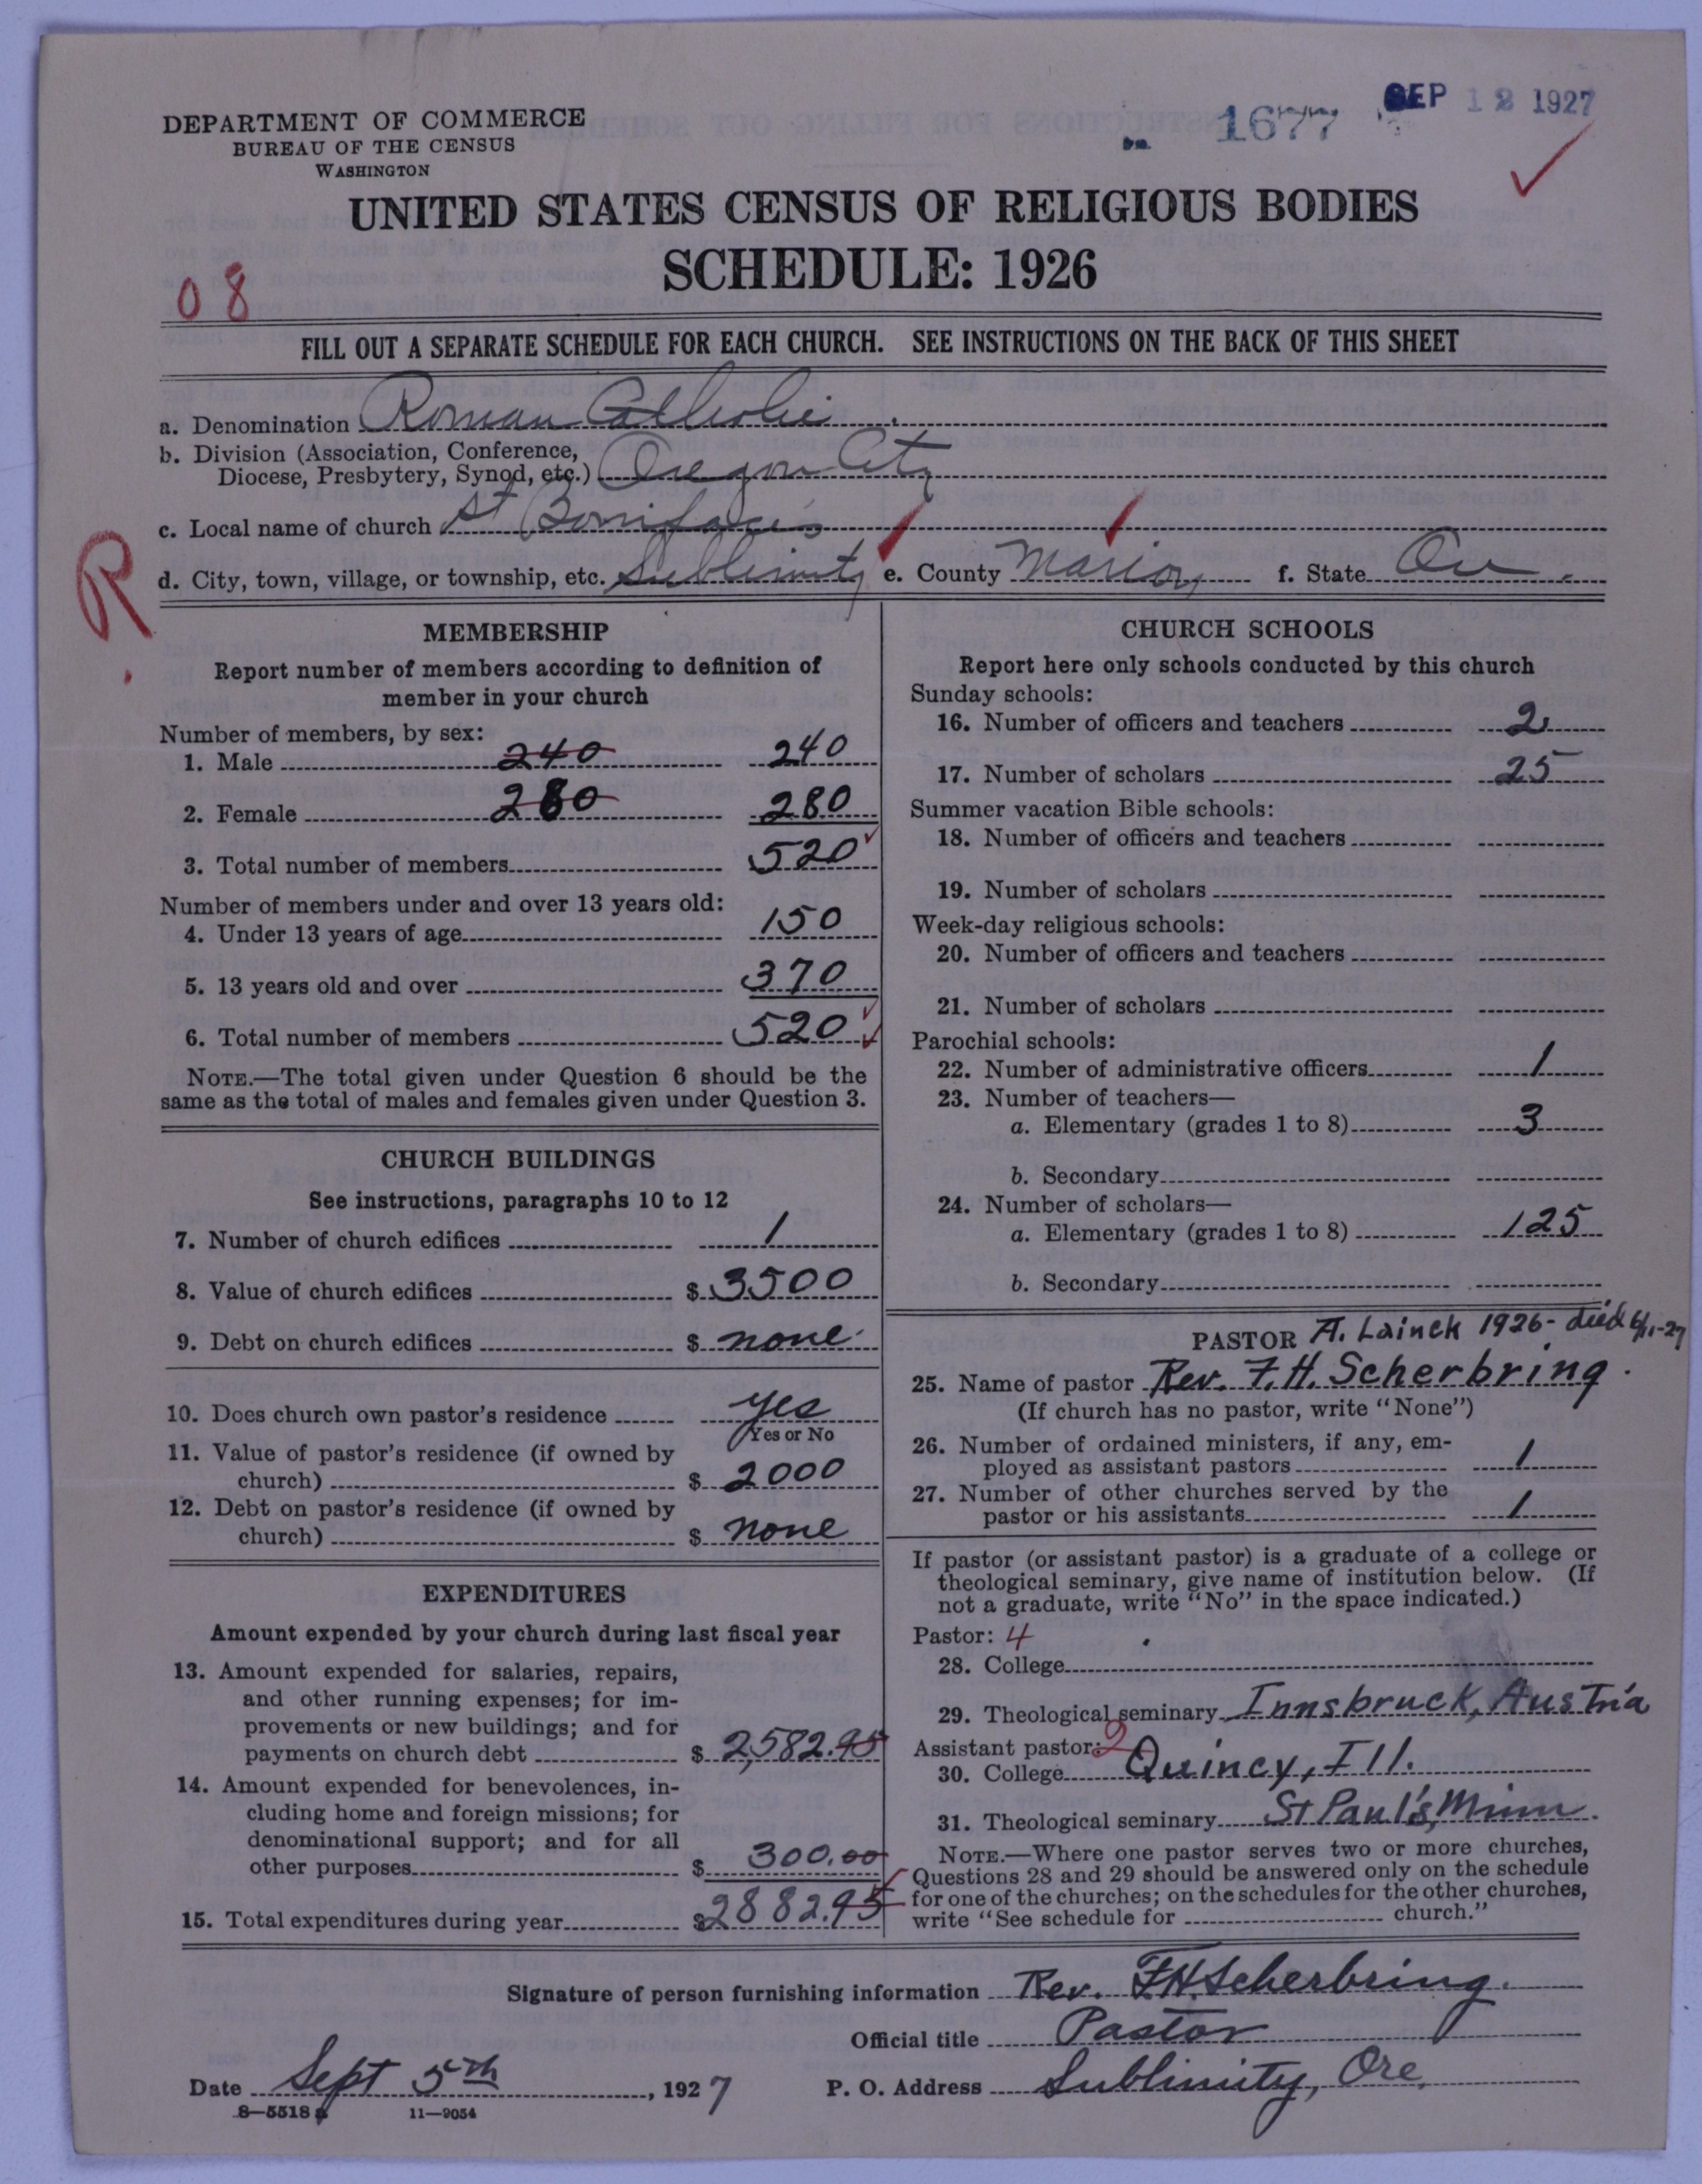 DEPARTMENT OF COMMERCE
BUREAU OF THE CENSUS
WASHINGTON
1677
SEP 12 1927
UNITED STATES CENSUS OF RELIGIOUS BODIES
SCHEDULE: 1926
08
FILL OUT A SEPARATE SCHEDULE FOR EACH CHURCH. SEE INSTRUCTIONS ON THE BACK OF THIS SHEET
a. Denomination Roman Catholic
b. Division (Association, Conference,
Diocese, Presbytery, Synod, etc.) Oregon City
c. Local name of church St Boniface's
R
d. City, town, village, or township, etc. Sublimity e. County Marion f. State Ore.
MEMBERSHIP
Report number of members according to definition of
member in your church
Number of members, by sex:
1. Male 240 240
2. Female 280 280
3. Total number of members 520
Number of members under and over 13 years old:
4. Under 13 years of age 150
5. 13 years old and over 370
6. Total number of members 520
NOTE.—The total given under Question 6 should be the
same as the total of males and females given under Question 3.
CHURCH BUILDINGS
See instructions, paragraphs 10 to 12
7. Number of church edifices 1
8. Value of church edifices $ 3500
9. Debt on church edifices $ none
10. Does church own pastor's residence yes
Yes or No
11. Value of pastor's residence (if owned by
church) $ 2000
12. Debt on pastor's residence (if owned by
church) $ none
EXPENDITURES
Amount expended by your church during last fiscal year
13. Amount expended for salaries, repairs,
and other running expenses; for im-
provements or new buildings; and for
payments on church debt $ 2,582.95
14. Amount expended for benevolences, in-
cluding home and foreign missions; for
denominational support; and for all
other purposes $ 300.00
15. Total expenditures during year $ 2882.95
CHURCH SCHOOLS
Report here only schools conducted by this church
Sunday schools:
16. Number of officers and teachers 2
17. Number of scholars 25
Summer vacation Bible schools:
18. Number of officers and teachers
19. Number of scholars
Week-day religious schools:
20. Number of officers and teachers
21. Number of scholars
Parochial schools:
22. Number of administrative officers 1
23. Number of teachers—
a. Elementary (grades 1 to 8) 3
b. Secondary
24. Number of scholars—
a. Elementary (grades 1 to 8) 125
b. Secondary
PASTOR A. Lainck 1926- died 6/11-27
25. Name of pastor Rev. F. H. Scherbring.
(If church has no pastor, write "None")
26. Number of ordained ministers, if any, em-
ployed as assistant pastors 1
27. Number of other churches served by the
pastor or his assistants 1
If pastor (or assistant pastor) is a graduate of a college or
theological seminary, give name of institution below. (If
not a graduate, write "No" in the space indicated.)
Pastor: 4
28. College
29. Theological seminary Innsbruck, Austria
Assistant pastor: 2
30. College Quincy, Ill.
31. Theological seminary St Paul's, Minn.
NOTE.—Where one pastor serves two or more churches,
Questions 28 and 29 should be answered only on the schedule
for one of the churches; on the schedules for the other churches,
write "See schedule for church."
Signature of person furnishing information Rev. F.H. Scherbring.
Official title Pastor
Date Sept 5th, 1927 P. O. Address Sublimity, Ore.
8—5518 a 11—9054